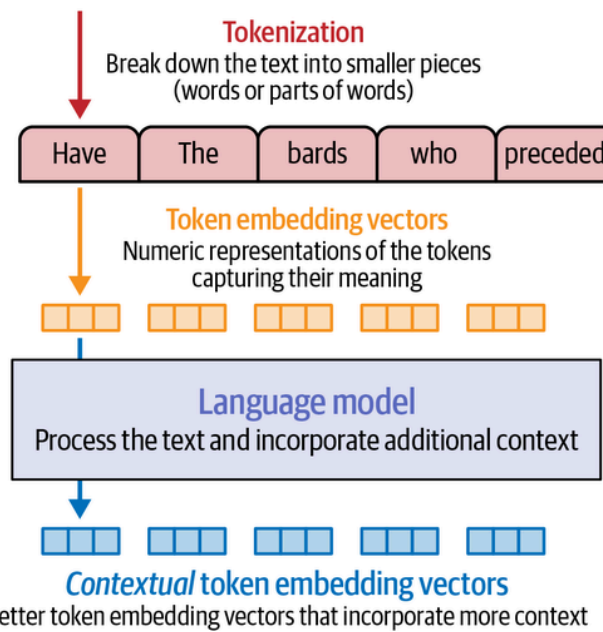 Tokenization
Break down the text into smaller pieces
(words or parts of words)
Have The bards who preceded
Token embedding vectors
Numeric representations of the tokens
capturing their meaning
Language model
Process the text and incorporate additional context
Contextual token embedding vectors
etter token embedding vectors that incorporate more context